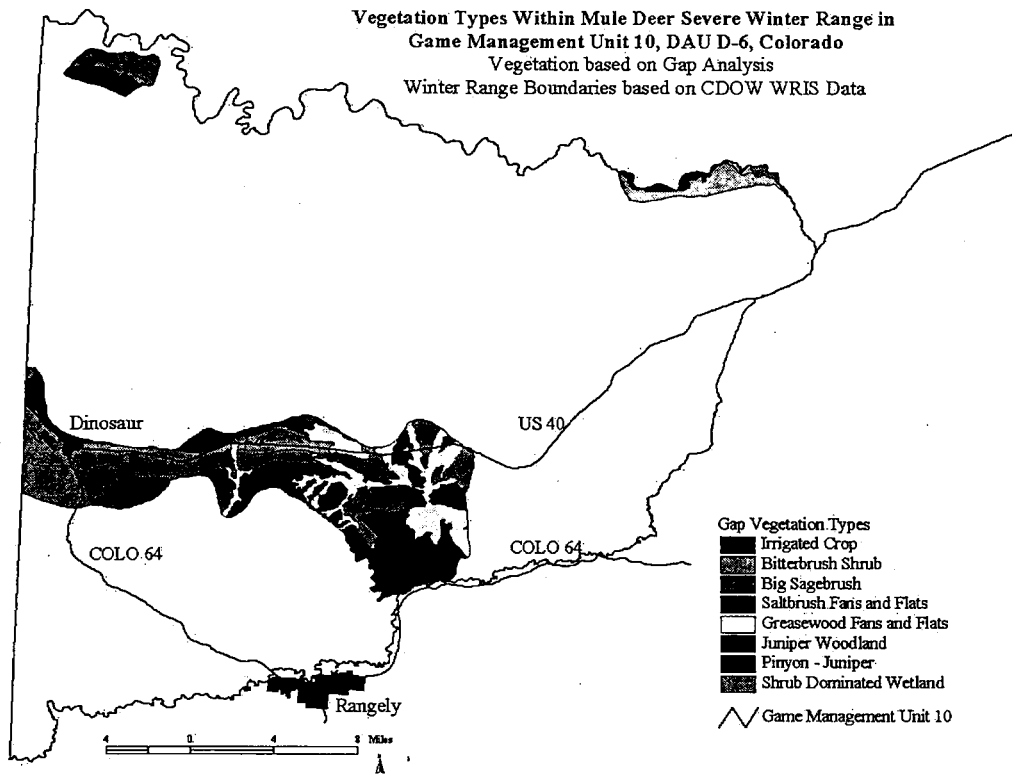 Vegetation Types Within Mule Deer Severe Winter Range in
Game Management Unit 10, DAU D-6, Colorado
Vegetation based on Gap Analysis
Winter Range Boundaries based on CDOW WRIS Data
Dinosaur
US 40
COLO 64
COLO 64
Rangely
Gap Vegetation Types
Irrigated Crop
Bitterbrush Shrub
Big Sagebrush
Saltbrush Fans and Flats
Greasewood Fans and Flats
Juniper Woodland
Pinyon - Juniper
Shrub Dominated Wetland
Game Management Unit 10
4 0 4 8 Miles